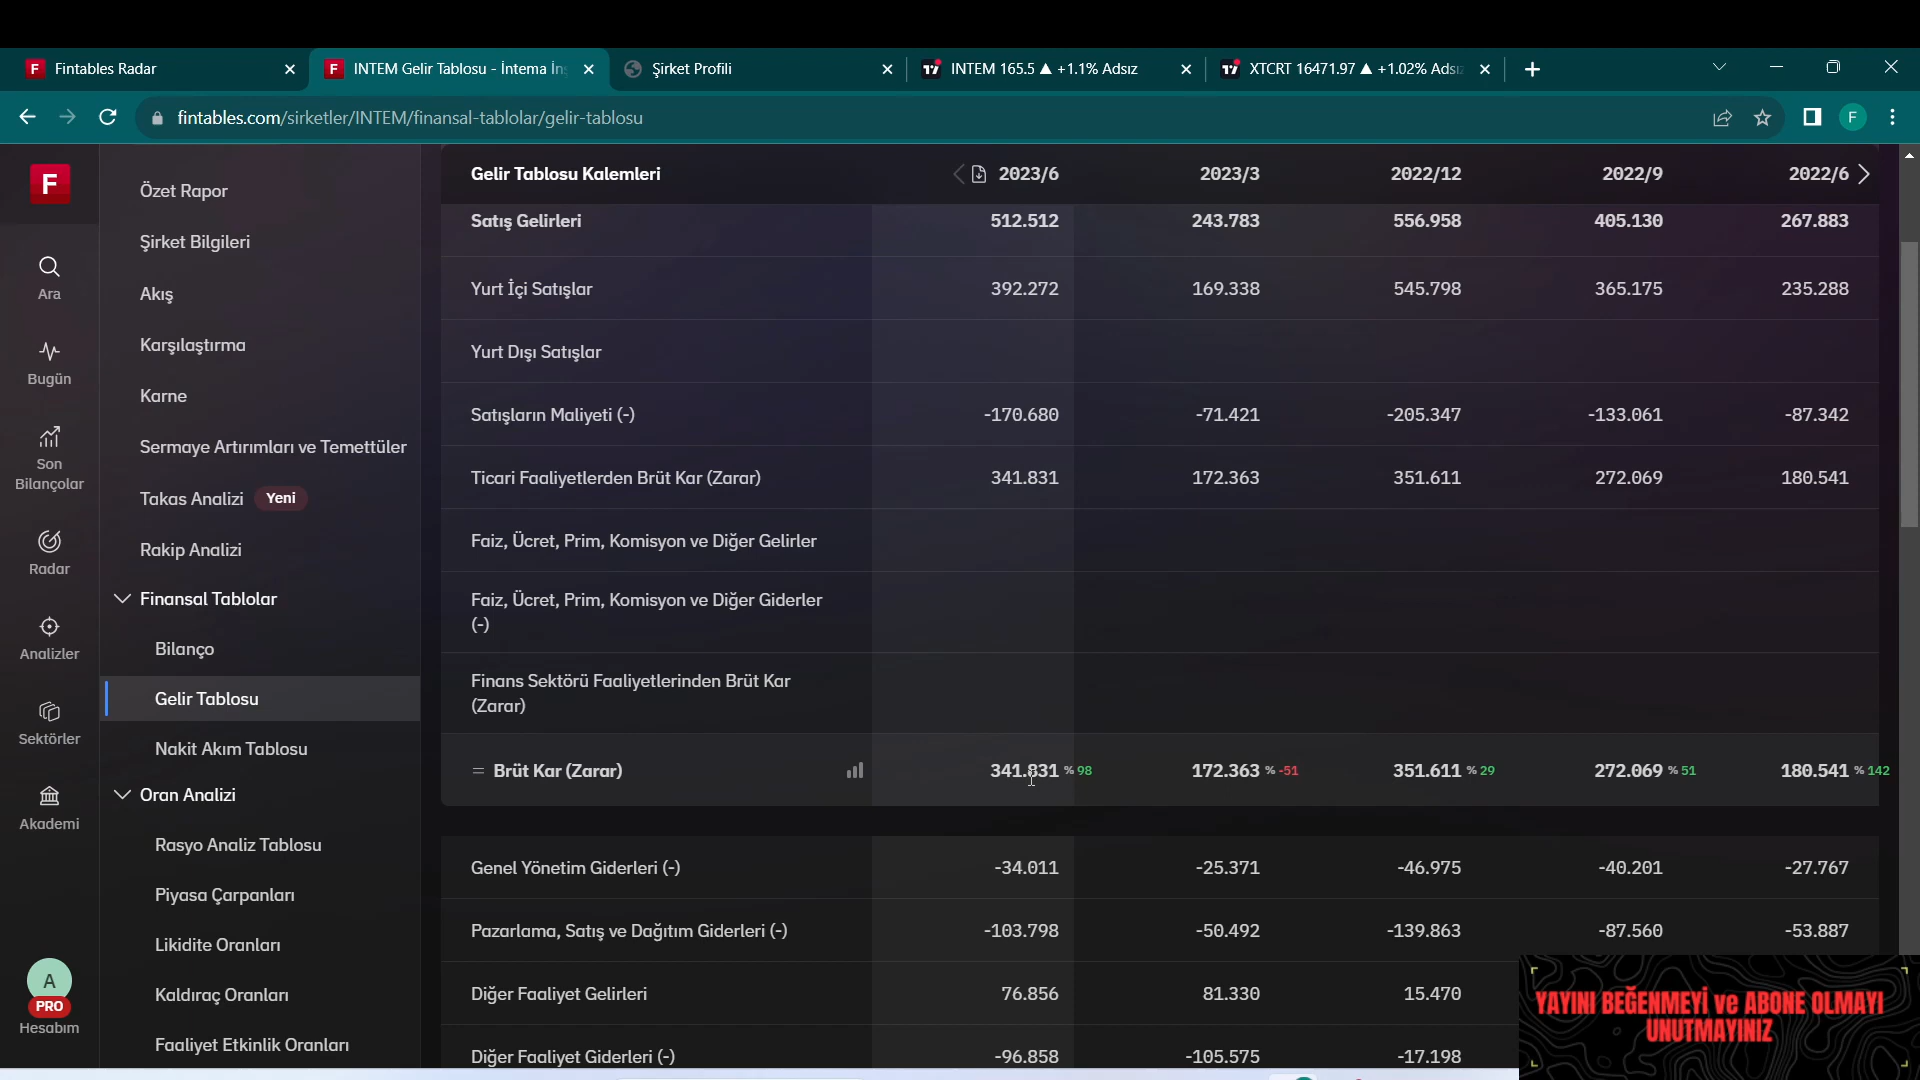 Fintables Radar
INTEM Gelir Tablosu - İntema İnş
Şirket Profili
INTEM 165.5 ▲ +1.1% Adsız
XTCRT 16471.97 ▲ +1.02% Adsız
fintables.com/sirketler/INTEM/finansal-tablolar/gelir-tablosu
F
F
Ara
Bugün
Son
Bilançolar
Radar
Analizler
Sektörler
Akademi
A
PRO
Hesabım
Özet Rapor
Şirket Bilgileri
Akış
Karşılaştırma
Karne
Sermaye Artırımları ve Temettüler
Takas Analizi Yeni
Rakip Analizi
Finansal Tablolar
Bilanço
Gelir Tablosu
Nakit Akım Tablosu
Oran Analizi
Rasyo Analiz Tablosu
Piyasa Çarpanları
Likidite Oranları
Kaldıraç Oranları
Faaliyet Etkinlik Oranları
Gelir Tablosu Kalemleri 2023/6 2023/3 2022/12 2022/9 2022/6
Satış Gelirleri 512.512 243.783 556.958 405.130 267.883
Yurt İçi Satışlar 392.272 169.338 545.798 365.175 235.288
Yurt Dışı Satışlar
Satışların Maliyeti (-) -170.680 -71.421 -205.347 -133.061 -87.342
Ticari Faaliyetlerden Brüt Kar (Zarar) 341.831 172.363 351.611 272.069 180.541
Faiz, Ücret, Prim, Komisyon ve Diğer Gelirler
Faiz, Ücret, Prim, Komisyon ve Diğer Giderler
(-)
Finans Sektörü Faaliyetlerinden Brüt Kar
(Zarar)
= Brüt Kar (Zarar) 341.831 % 98 172.363 % -51 351.611 % 29 272.069 % 51 180.541 % 142
Genel Yönetim Giderleri (-) -34.011 -25.371 -46.975 -40.201 -27.767
Pazarlama, Satış ve Dağıtım Giderleri (-) -103.798 -50.492 -139.863 -87.560 -53.887
Diğer Faaliyet Gelirleri 76.856 81.330 15.470
Diğer Faaliyet Giderleri (-) -96.858 -105.575 -17.198
YAYINI BEĞENMEYİ ve ABONE OLMAYI
UNUTMAYINIZ